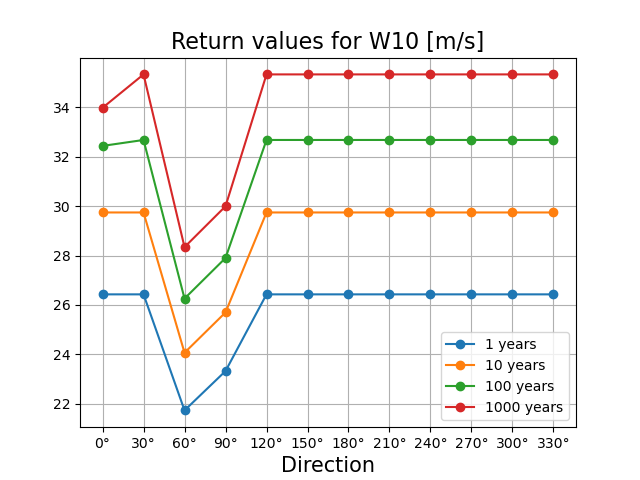 Return values for W10 [m/s]
34
32
30
28
26
24
22
1 years
10 years
100 years
1000 years
0° 30° 60° 90° 120° 150° 180° 210° 240° 270° 300° 330°
Direction